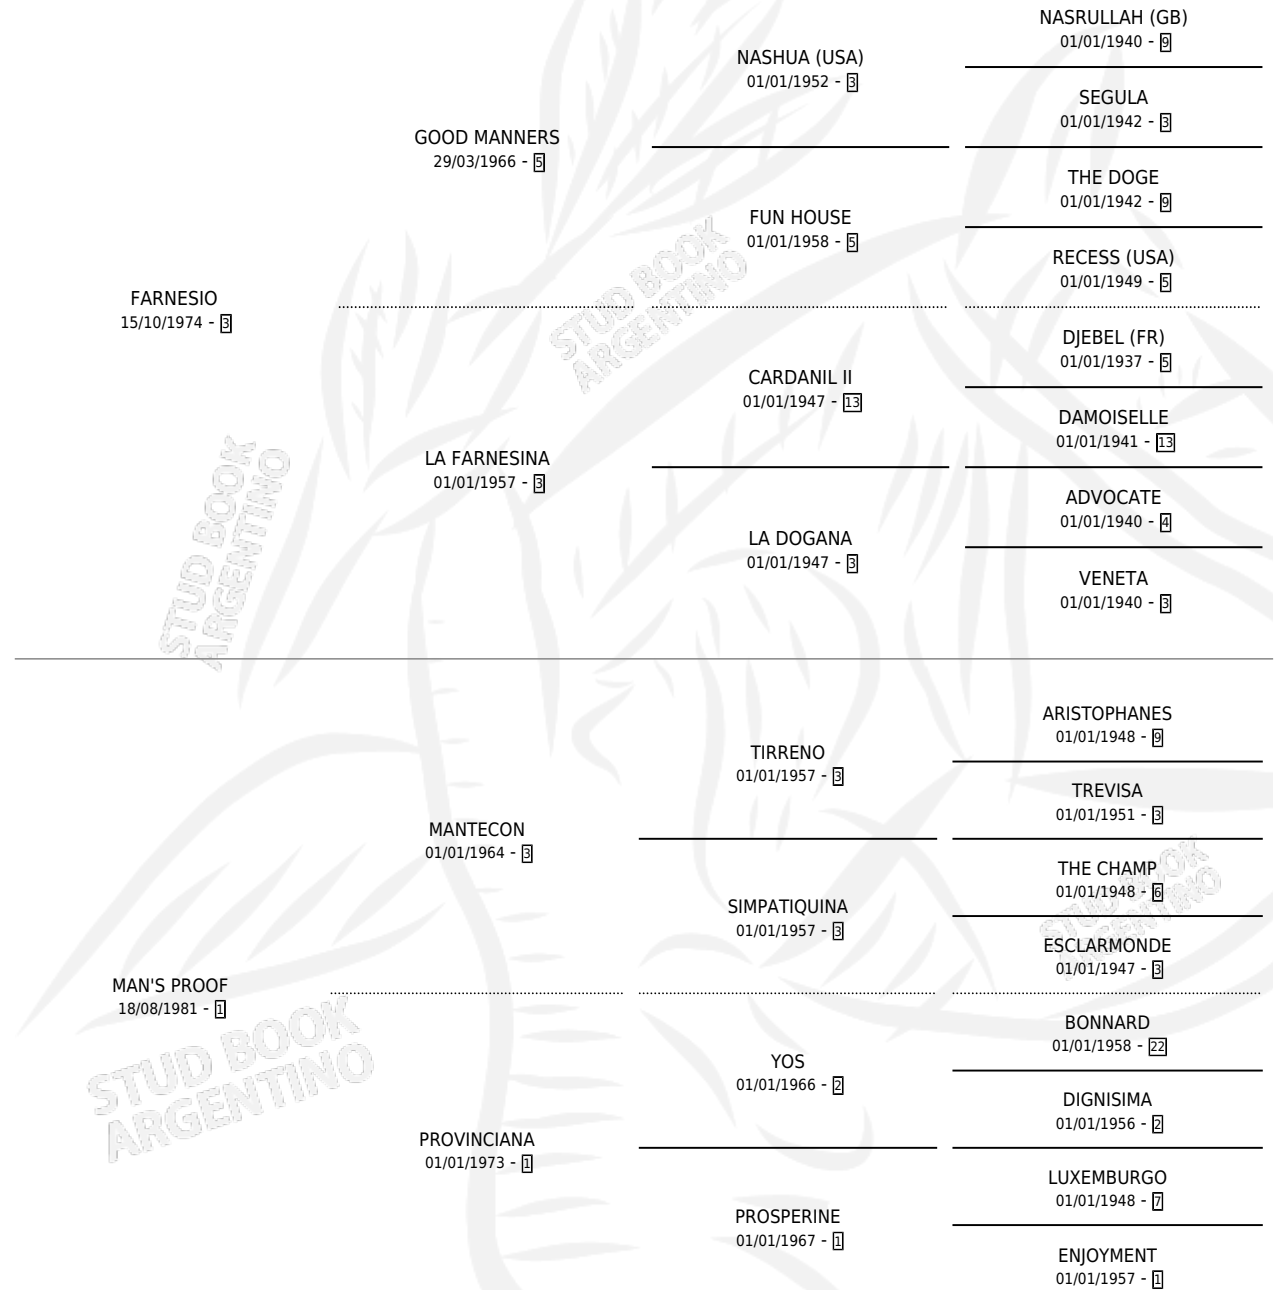 NASRULLAH (GB)
01/01/1940 - 9
NASHUA (USA)
01/01/1952 - 3
SEGULA
01/01/1942 - 3
GOOD MANNERS
29/03/1966 - 5
THE DOGE
01/01/1942 - 9
FUN HOUSE
01/01/1958 - 5
RECESS (USA)
01/01/1949 - 5
FARNESIO
15/10/1974 - 3
DJEBEL (FR)
01/01/1937 - 5
CARDANIL II
01/01/1947 - 13
DAMOISELLE
01/01/1941 - 13
LA FARNESINA
01/01/1957 - 3
ADVOCATE
01/01/1940 - 4
LA DOGANA
01/01/1947 - 3
VENETA
01/01/1940 - 3
ARISTOPHANES
01/01/1948 - 9
TIRRENO
01/01/1957 - 3
TREVISA
01/01/1951 - 3
MANTECON
01/01/1964 - 3
THE CHAMP
01/01/1948 - 6
SIMPATIQUINA
01/01/1957 - 3
ESCLARMONDE
01/01/1947 - 3
MAN'S PROOF
18/08/1981 - 1
BONNARD
01/01/1958 - 22
YOS
01/01/1966 - 2
DIGNISIMA
01/01/1956 - 2
PROVINCIANA
01/01/1973 - 1
LUXEMBURGO
01/01/1948 - 7
PROSPERINE
01/01/1967 - 1
ENJOYMENT
01/01/1957 - 1
STUD BOOK
ARGENTINO
STUD BOOK
ARGENTINO
STUD BOOK
ARGENTINO
STUD BOOK
ARGENTINO